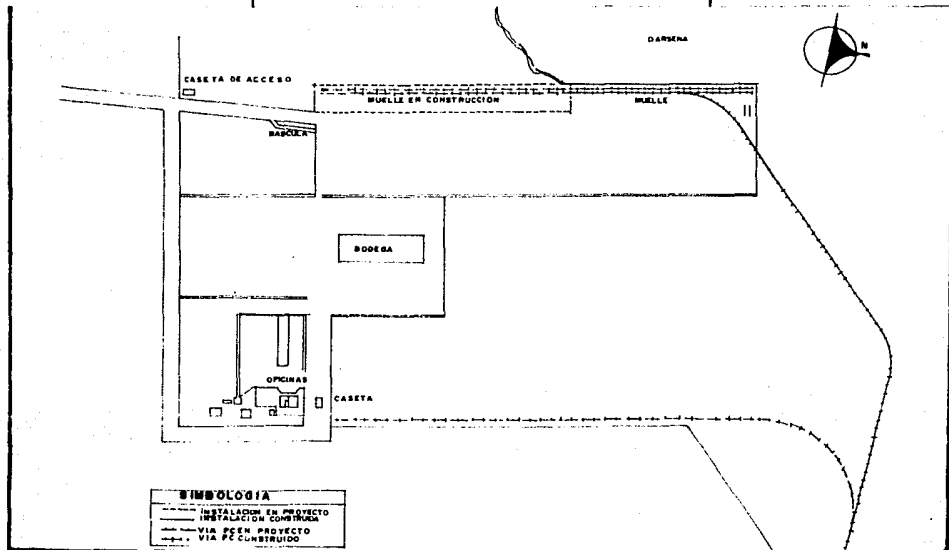 DARSENA
N
CASETA DE ACCESO
MUELLE EN CONSTRUCCIÓN
MUELLE
BASCULA
BODEGA
OFICINAS
CASETA
SIMBOLOGIA
INSTALACION EN PROYECTO
INSTALACION CONSTRUIDA
VIA FC EN PROYECTO
VIA FC CONSTRUIDO